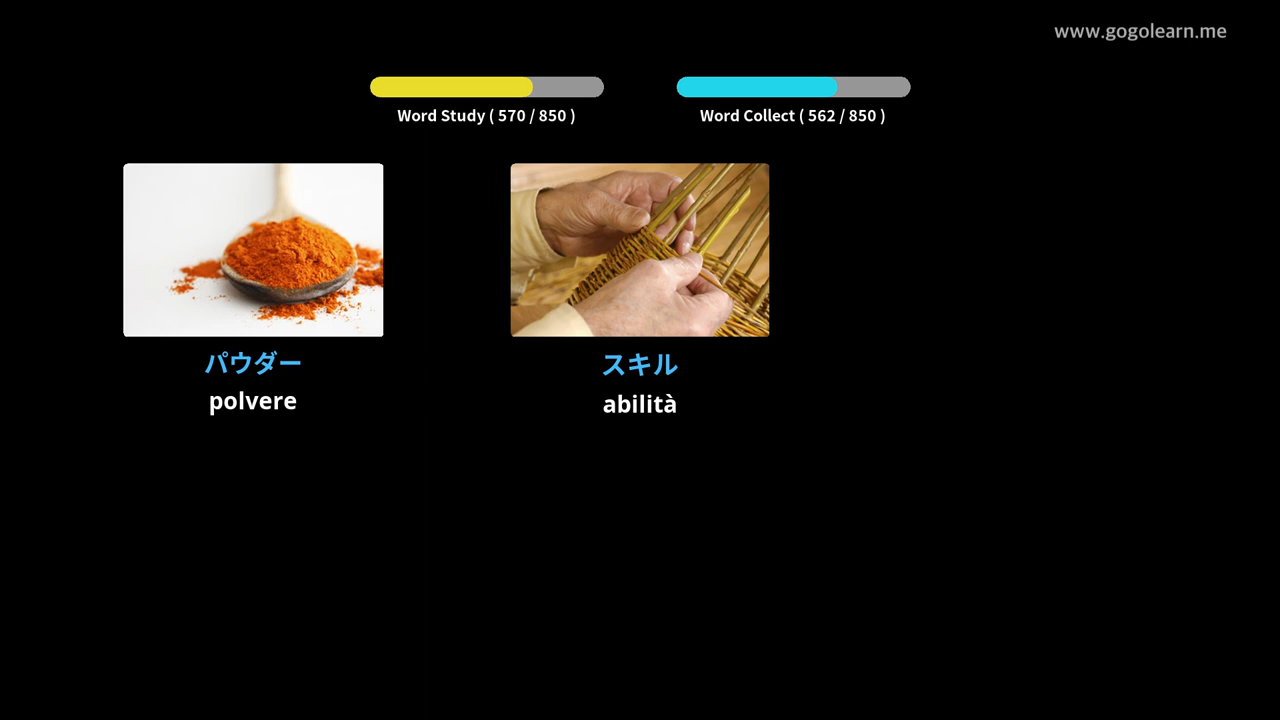 www.gogolearn.me
Word Study ( 570 / 850 )
Word Collect ( 562 / 850 )
パウダー
polvere
スキル
abilità